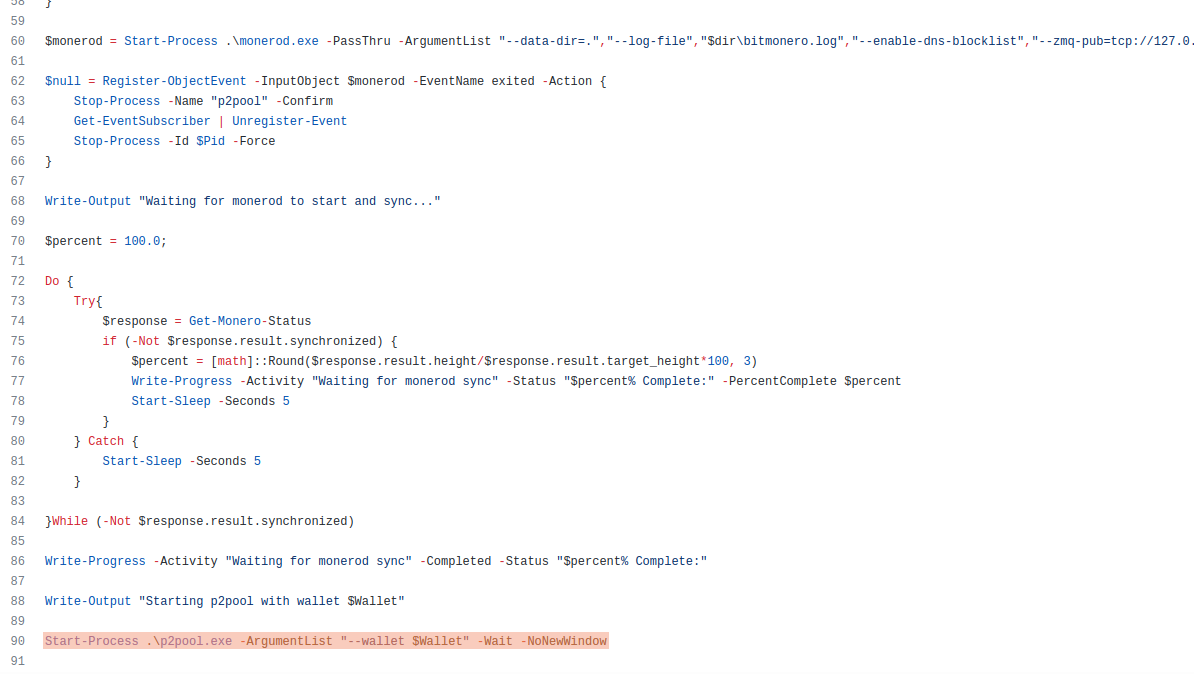 58 }
59
60 $monerod = Start-Process .\monerod.exe -PassThru -ArgumentList "--data-dir=.","--log-file","$dir\bitmonero.log","--enable-dns-blocklist","--zmq-pub=tcp://127.0.
61
62 $null = Register-ObjectEvent -InputObject $monerod -EventName exited -Action {
63     Stop-Process -Name "p2pool" -Confirm
64     Get-EventSubscriber | Unregister-Event
65     Stop-Process -Id $Pid -Force
66 }
67
68 Write-Output "Waiting for monerod to start and sync..."
69
70 $percent = 100.0;
71
72 Do {
73     Try{
74         $response = Get-Monero-Status
75         if (-Not $response.result.synchronized) {
76             $percent = [math]::Round($response.result.height/$response.result.target_height*100, 3)
77             Write-Progress -Activity "Waiting for monerod sync" -Status "$percent% Complete:" -PercentComplete $percent
78             Start-Sleep -Seconds 5
79         }
80     } Catch {
81         Start-Sleep -Seconds 5
82     }
83
84 }While (-Not $response.result.synchronized)
85
86 Write-Progress -Activity "Waiting for monerod sync" -Completed -Status "$percent% Complete:"
87
88 Write-Output "Starting p2pool with wallet $Wallet"
89
90 Start-Process .\p2pool.exe -ArgumentList "--wallet $Wallet" -Wait -NoNewWindow
91